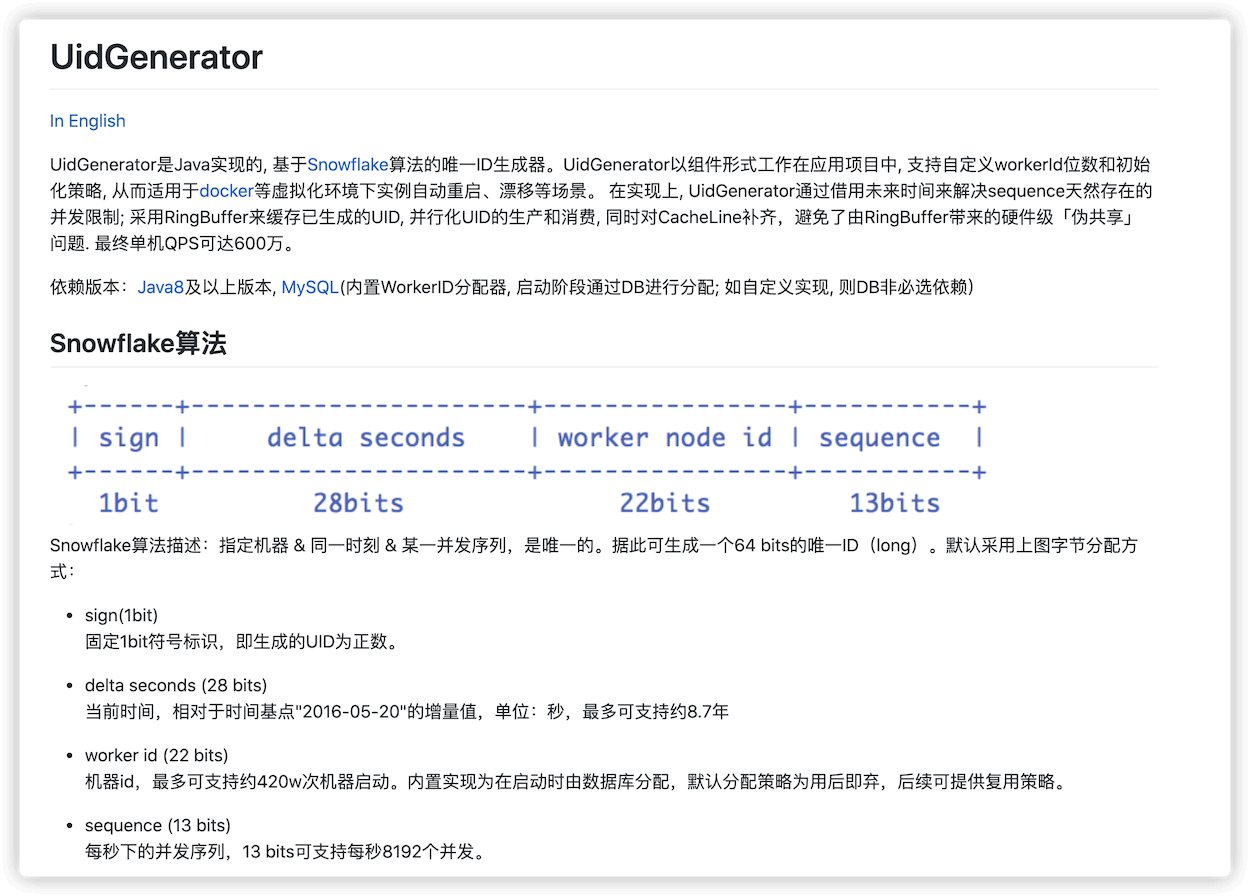 UidGenerator
In English
UidGenerator是Java实现的, 基于Snowflake算法的唯一ID生成器。UidGenerator以组件形式工作在应用项目中, 支持自定义workerId位数和初始
化策略, 从而适用于docker等虚拟化环境下实例自动重启、漂移等场景。 在实现上, UidGenerator通过借用未来时间来解决sequence天然存在的
并发限制; 采用RingBuffer来缓存已生成的UID, 并行化UID的生产和消费, 同时对CacheLine补齐，避免了由RingBuffer带来的硬件级「伪共享」
问题. 最终单机QPS可达600万。
依赖版本：Java8及以上版本, MySQL(内置WorkerID分配器, 启动阶段通过DB进行分配; 如自定义实现, 则DB非必选依赖)
Snowflake算法
+------+----------------------+----------------+-----------+
| sign |     delta seconds    | worker node id | sequence  |
+------+----------------------+----------------+-----------+
  1bit          28bits              22bits         13bits
Snowflake算法描述：指定机器 & 同一时刻 & 某一并发序列，是唯一的。据此可生成一个64 bits的唯一ID（long）。默认采用上图字节分配方
式：
• sign(1bit)
固定1bit符号标识，即生成的UID为正数。
• delta seconds (28 bits)
当前时间，相对于时间基点"2016-05-20"的增量值，单位：秒，最多可支持约8.7年
• worker id (22 bits)
机器id，最多可支持约420w次机器启动。内置实现为在启动时由数据库分配，默认分配策略为用后即弃，后续可提供复用策略。
• sequence (13 bits)
每秒下的并发序列，13 bits可支持每秒8192个并发。